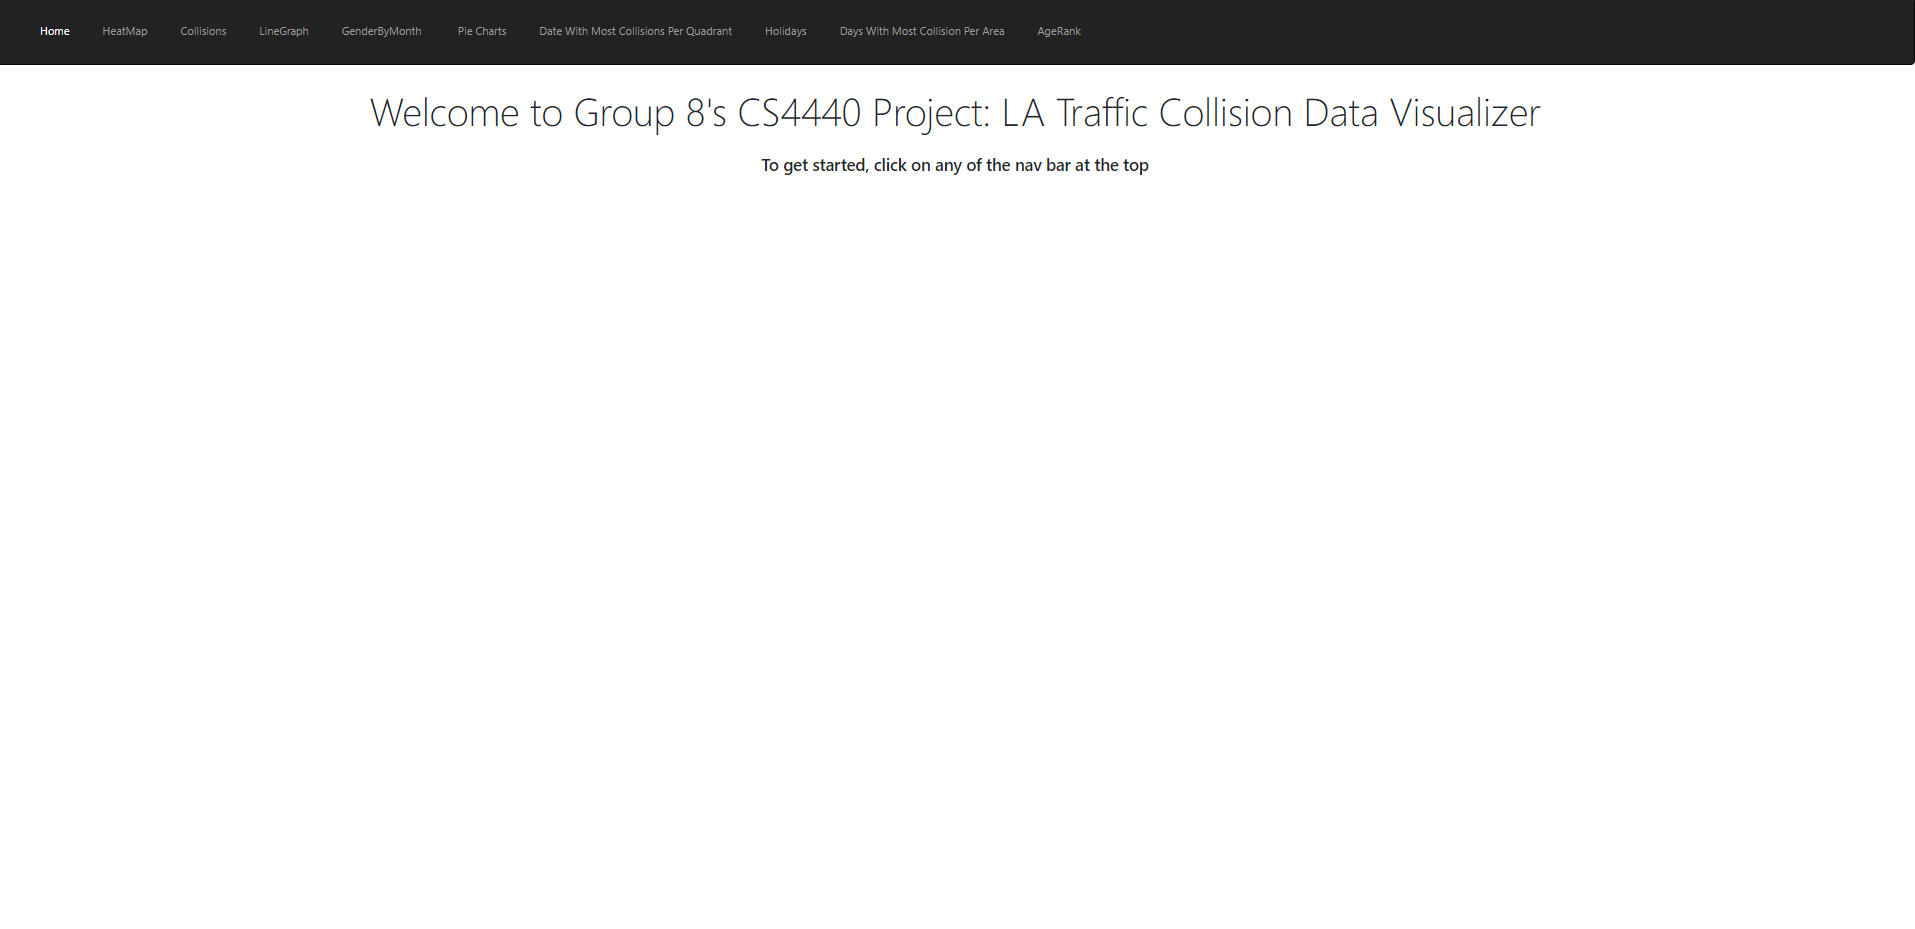 Home HeatMap Collisions LineGraph GenderByMonth Pie Charts Date With Most Collisions Per Quadrant Holidays Days With Most Collision Per Area AgeRank
Welcome to Group 8's CS4440 Project: LA Traffic Collision Data Visualizer
To get started, click on any of the nav bar at the top